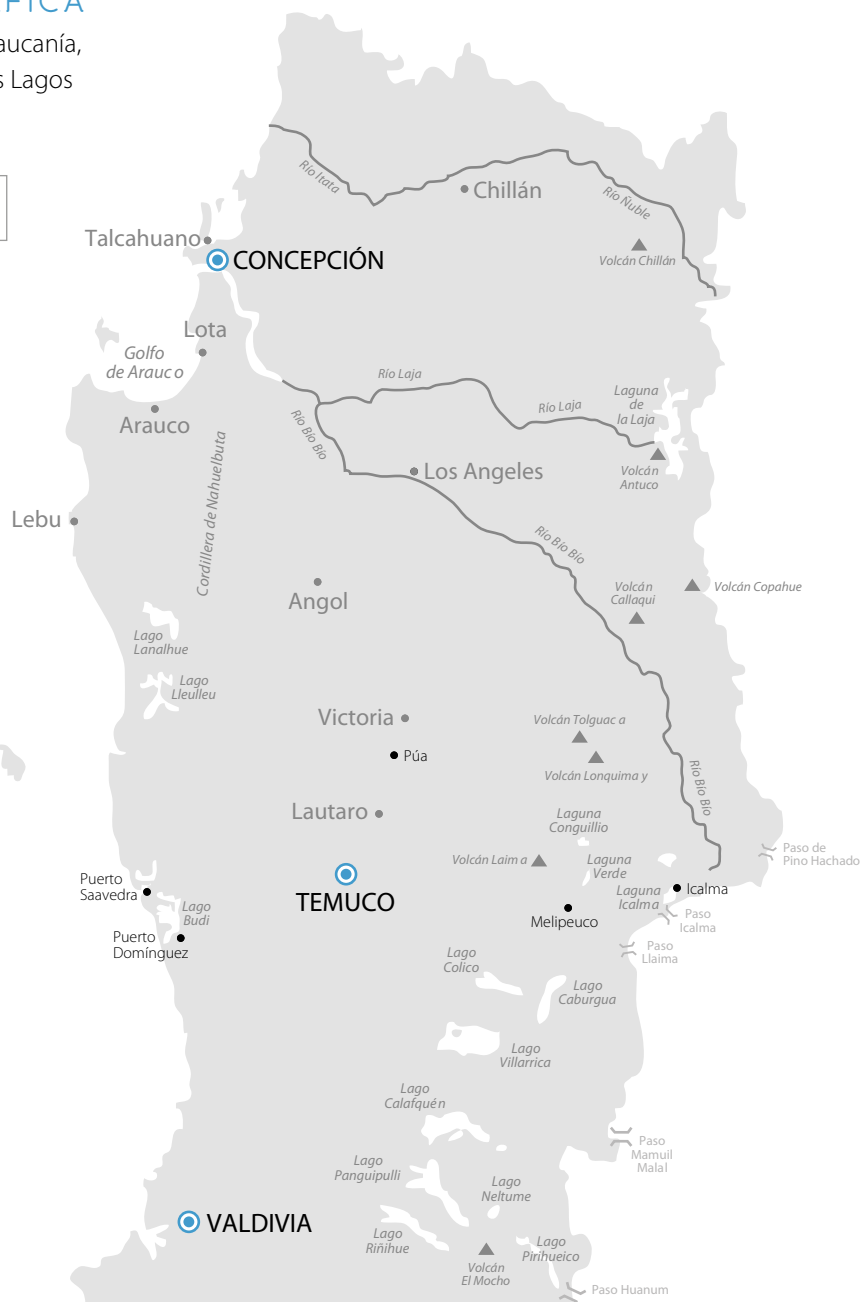 FICA
aucanía,
s Lagos
Río Itata
Chillán
Río Ñuble
Talcahuano
Volcán Chillán
CONCEPCIÓN
Lota
Golfo
de Arauc o
Río Laja
Laguna
de
la Laja
Río Laja
Arauco
Río Bío Bío
Los Angeles
Volcán
Antuco
Cordillera de Nahuelbuta
Lebu
Río Bío Bío
Angol
Volcán
Callaqui
Volcán Copahue
Lago
Lanalhue
Lago
Lleulleu
Victoria
Volcán Tolguac a
Púa
Volcán Lonquima y
Río Bío Bío
Lautaro
Laguna
Conguillio
Paso de
Pino Hachado
Volcán Laim a
Laguna
Verde
Puerto
Saavedra
TEMUCO
Laguna
Icalma
Icalma
Lago
Budi
Melipeuco
Paso
Icalma
Puerto
Domínguez
Paso
Llaima
Lago
Colico
Lago
Caburgua
Lago
Villarrica
Lago
Calafquén
Paso
Mamuil
Malal
Lago
Panguipulli
Lago
Neltume
VALDIVIA
Lago
Riñihue
Lago
Pirihueico
Volcán
El Mocho
Paso Huanum